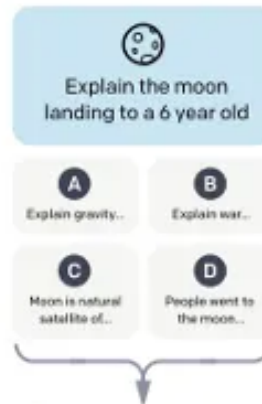 Explain the moon
landing to a 6 year old
A
B
Explain gravity...
Explain war...
C
D
Moon is natural
satellite of...
People went to
the moon...